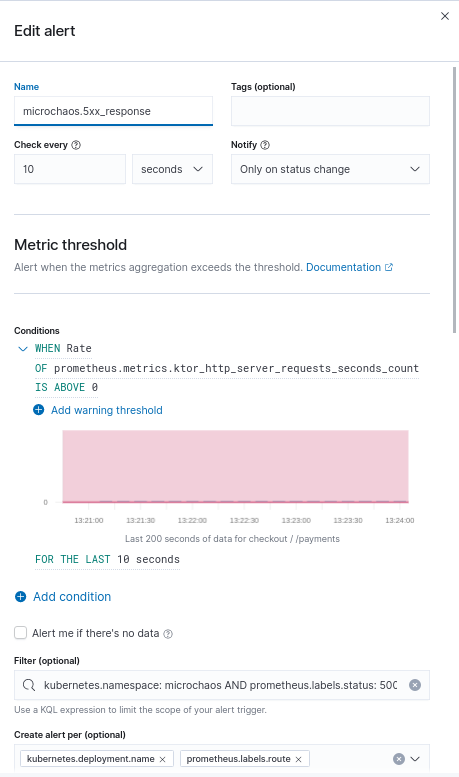 Edit alert
Name
Tags (optional)
microchaos.5xx_response
Check every
Notify
10
seconds
Only on status change
Metric threshold
Alert when the metrics aggregation exceeds the threshold. Documentation
Conditions
WHEN Rate
OF prometheus.metrics.ktor_http_server_requests_seconds_count
IS ABOVE 0
Add warning threshold
0
13:21:00 13:21:30 13:22:00 13:22:30 13:23:00 13:23:30 13:24:00
Last 200 seconds of data for checkout / /payments
FOR THE LAST 10 seconds
Add condition
Alert me if there's no data
Filter (optional)
kubernetes.namespace: microchaos AND prometheus.labels.status: 500
Use a KQL expression to limit the scope of your alert trigger.
Create alert per (optional)
kubernetes.deployment.name
prometheus.labels.route